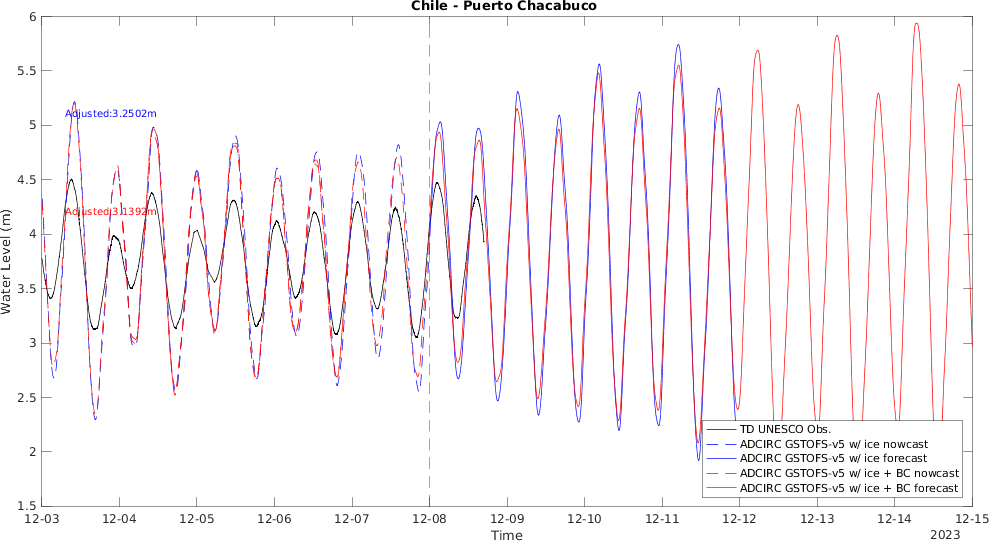 Chile - Puerto Chacabuco
6
5.5
5
4.5
4
3.5
3
2.5
2
1.5
Water Level (m)
Adjusted:3.2502m
Adjusted:3.1392m
TD UNESCO Obs.
ADCIRC GSTOFS-v5 w/ ice nowcast
ADCIRC GSTOFS-v5 w/ ice forecast
ADCIRC GSTOFS-v5 w/ ice + BC nowcast
ADCIRC GSTOFS-v5 w/ ice + BC forecast
12-03 12-04 12-05 12-06 12-07 12-08 12-09 12-10 12-11 12-12 12-13 12-14 12-15
Time
2023